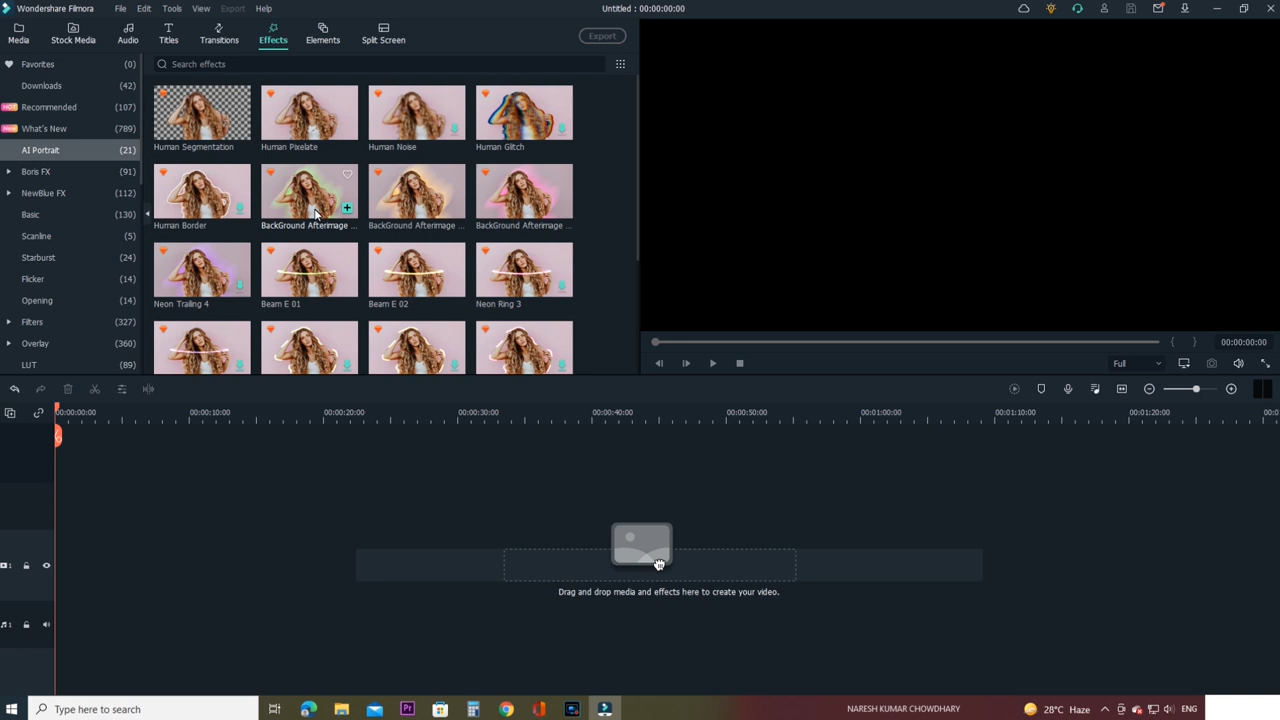 Wondershare Filmora File Edit Tools View Export Help Untitled : 00:00:00:00
Media Stock Media Audio Titles Transitions Effects Elements Split Screen Export
Favorites (0)
Downloads (42)
HOT Recommended (107)
New What's New (789)
AI Portrait (21)
Boris FX (91)
NewBlue FX (112)
Basic (130)
Scanline (5)
Starburst (24)
Flicker (14)
Opening (14)
Filters (327)
Overlay (360)
LUT (89)
Search effects
Human Segmentation Human Pixelate Human Noise Human Glitch
Human Border BackGround Afterimage ... BackGround Afterimage ... BackGround Afterimage ...
Neon Trailing 4 Beam E 01 Beam E 02 Neon Ring 3
00:00:00:00
Full
00:00:00:00 00:00:10:00 00:00:20:00 00:00:30:00 00:00:40:00 00:00:50:00 00:01:00:00 00:01:10:00 00:01:20:00 00:0
1
Drag and drop media and effects here to create your video.
1
Type here to search Pr NARESH KUMAR CHOWDHARY 28°C Haze ENG